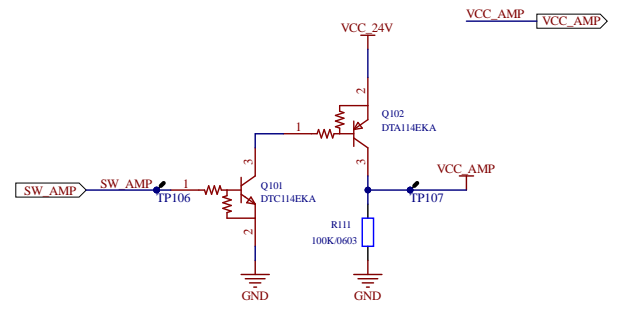 VCC_AMP
VCC_AMP
VCC_24V
2
Q102
DTA114EKA
1
3
3
VCC_AMP
SW_AMP
SW_AMP
1
TP106
Q101
DTC114EKA
TP107
2
R111
100K/0603
GND
GND